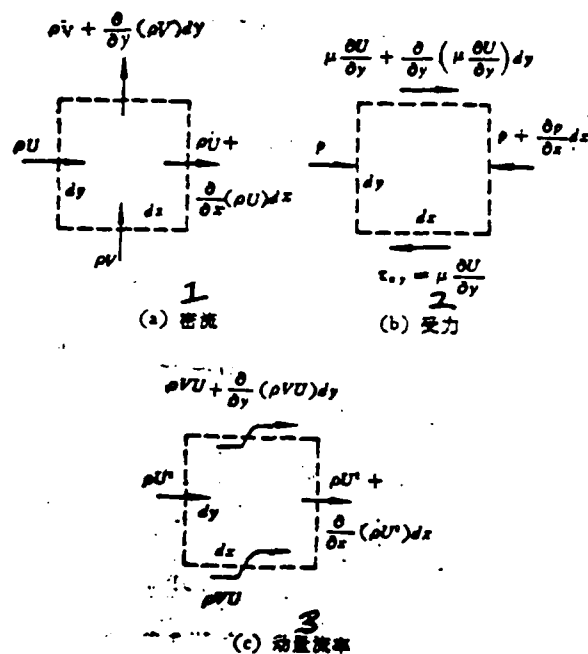 ρV + ∂/∂y (ρV)dy
ρU
ρU +
∂/∂x (ρU)dx
dy
dx
ρV
1
(a) 密流
μ ∂U/∂y + ∂/∂y (μ ∂U/∂y) dy
p
p + ∂p/∂x dx
dy
dx
τxy = μ ∂U/∂y
2
(b) 受力
ρVU + ∂/∂y (ρVU)dy
ρU²
ρU² +
∂/∂x (ρU²)dx
dy
dx
ρVU
3
(c) 动量流率